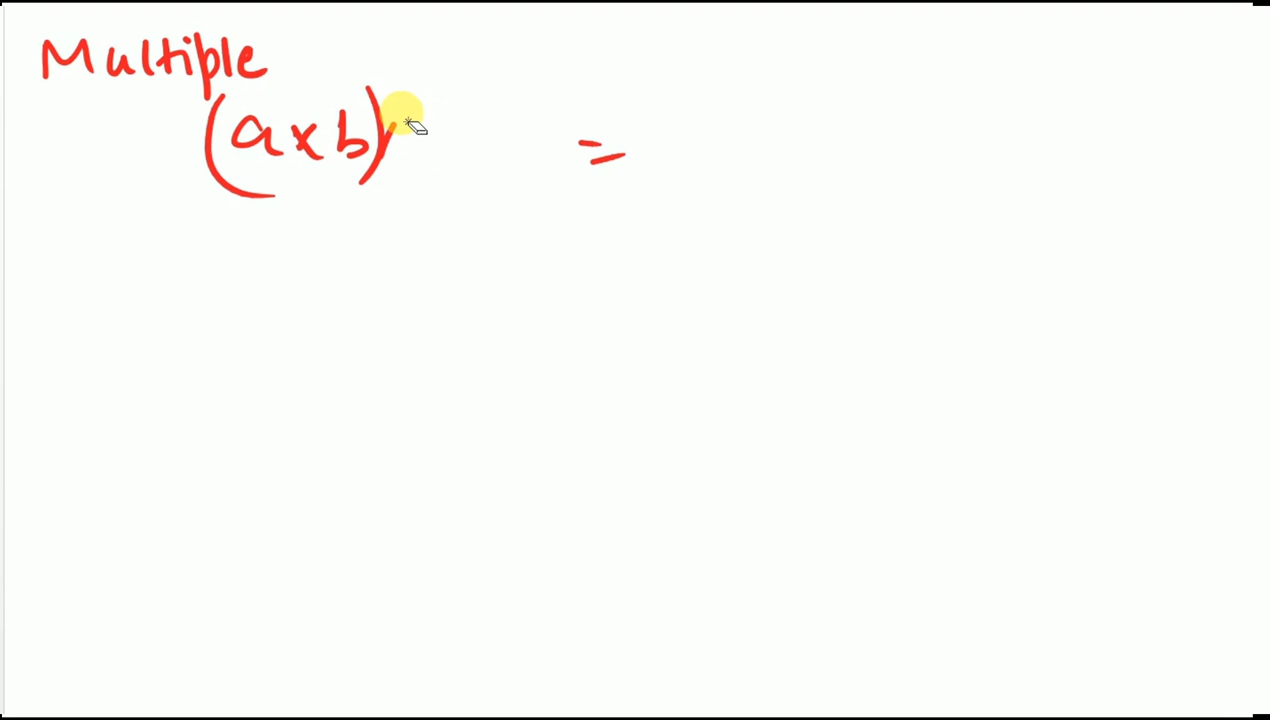 Multiple
(a x b) =